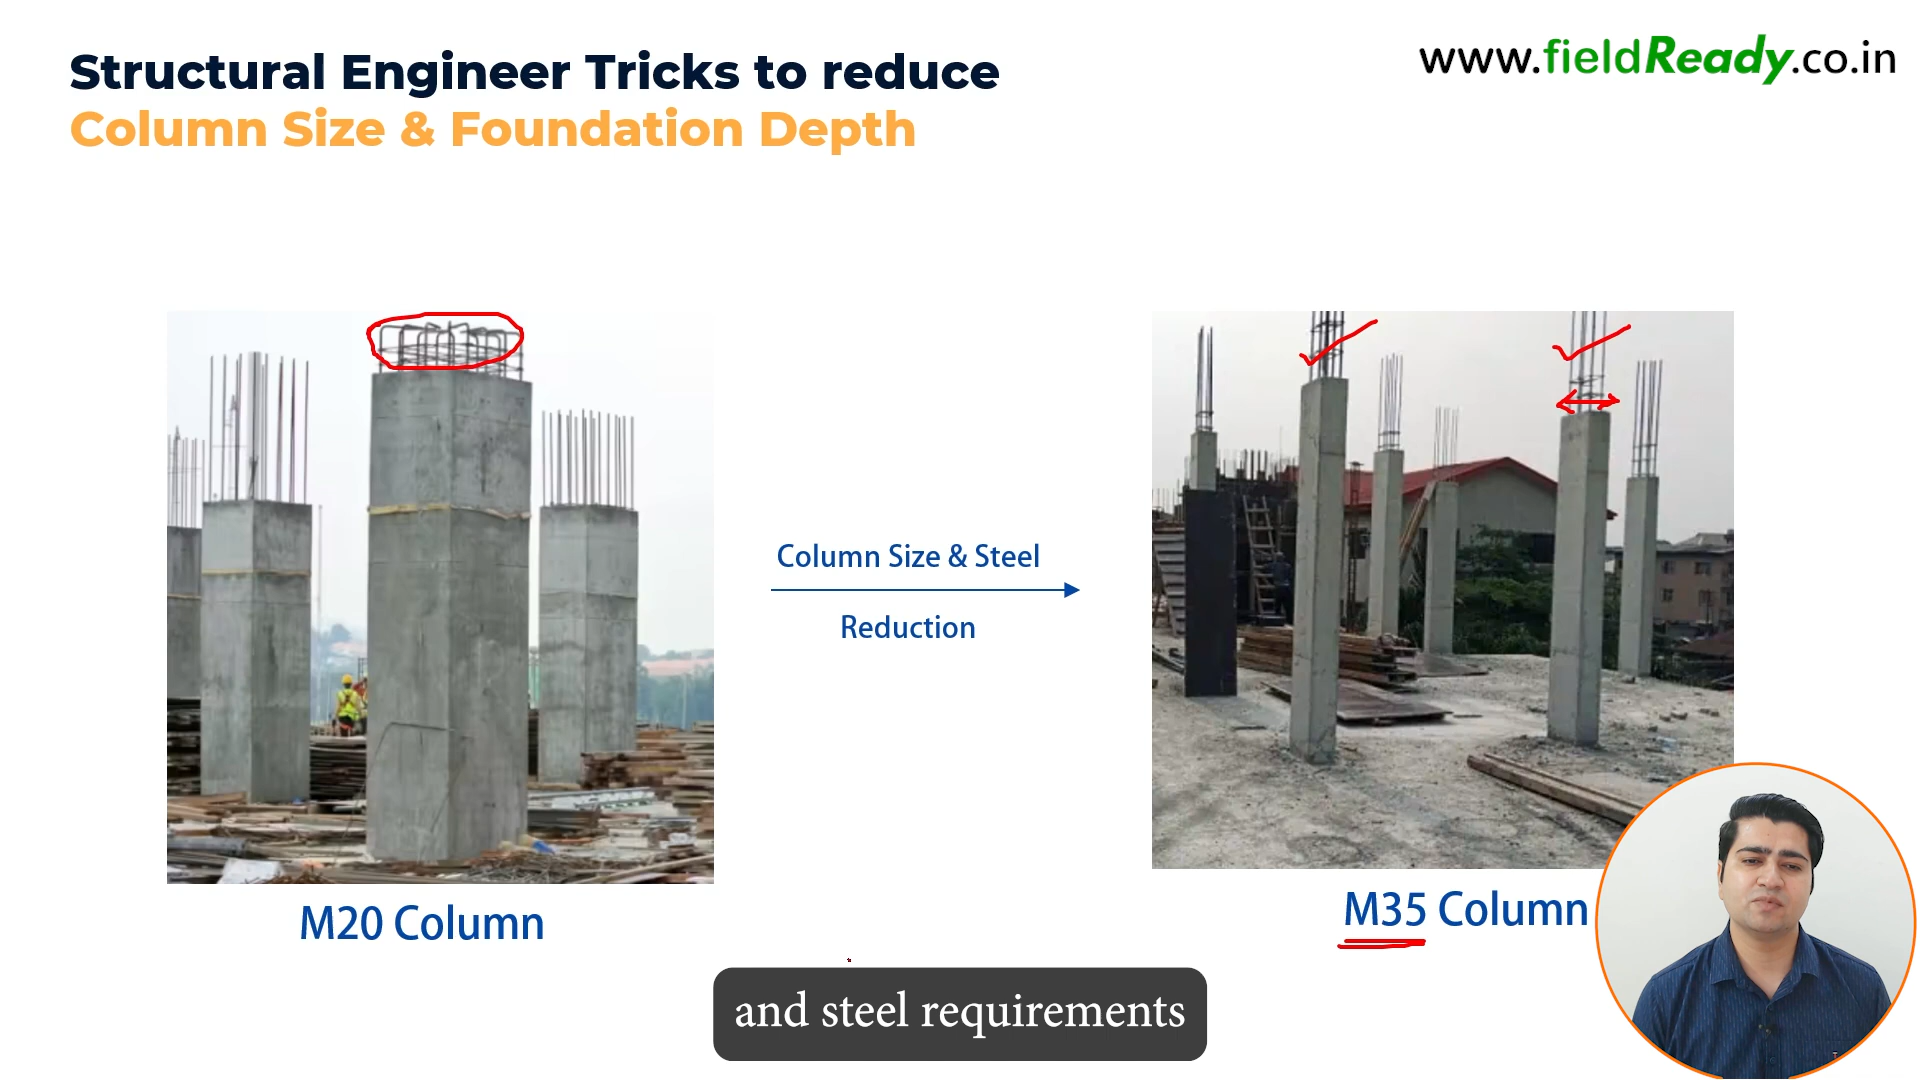 Structural Engineer Tricks to reduce
Column Size & Foundation Depth
www.fieldReady.co.in
Column Size & Steel
Reduction
M20 Column
M35 Column
and steel requirements